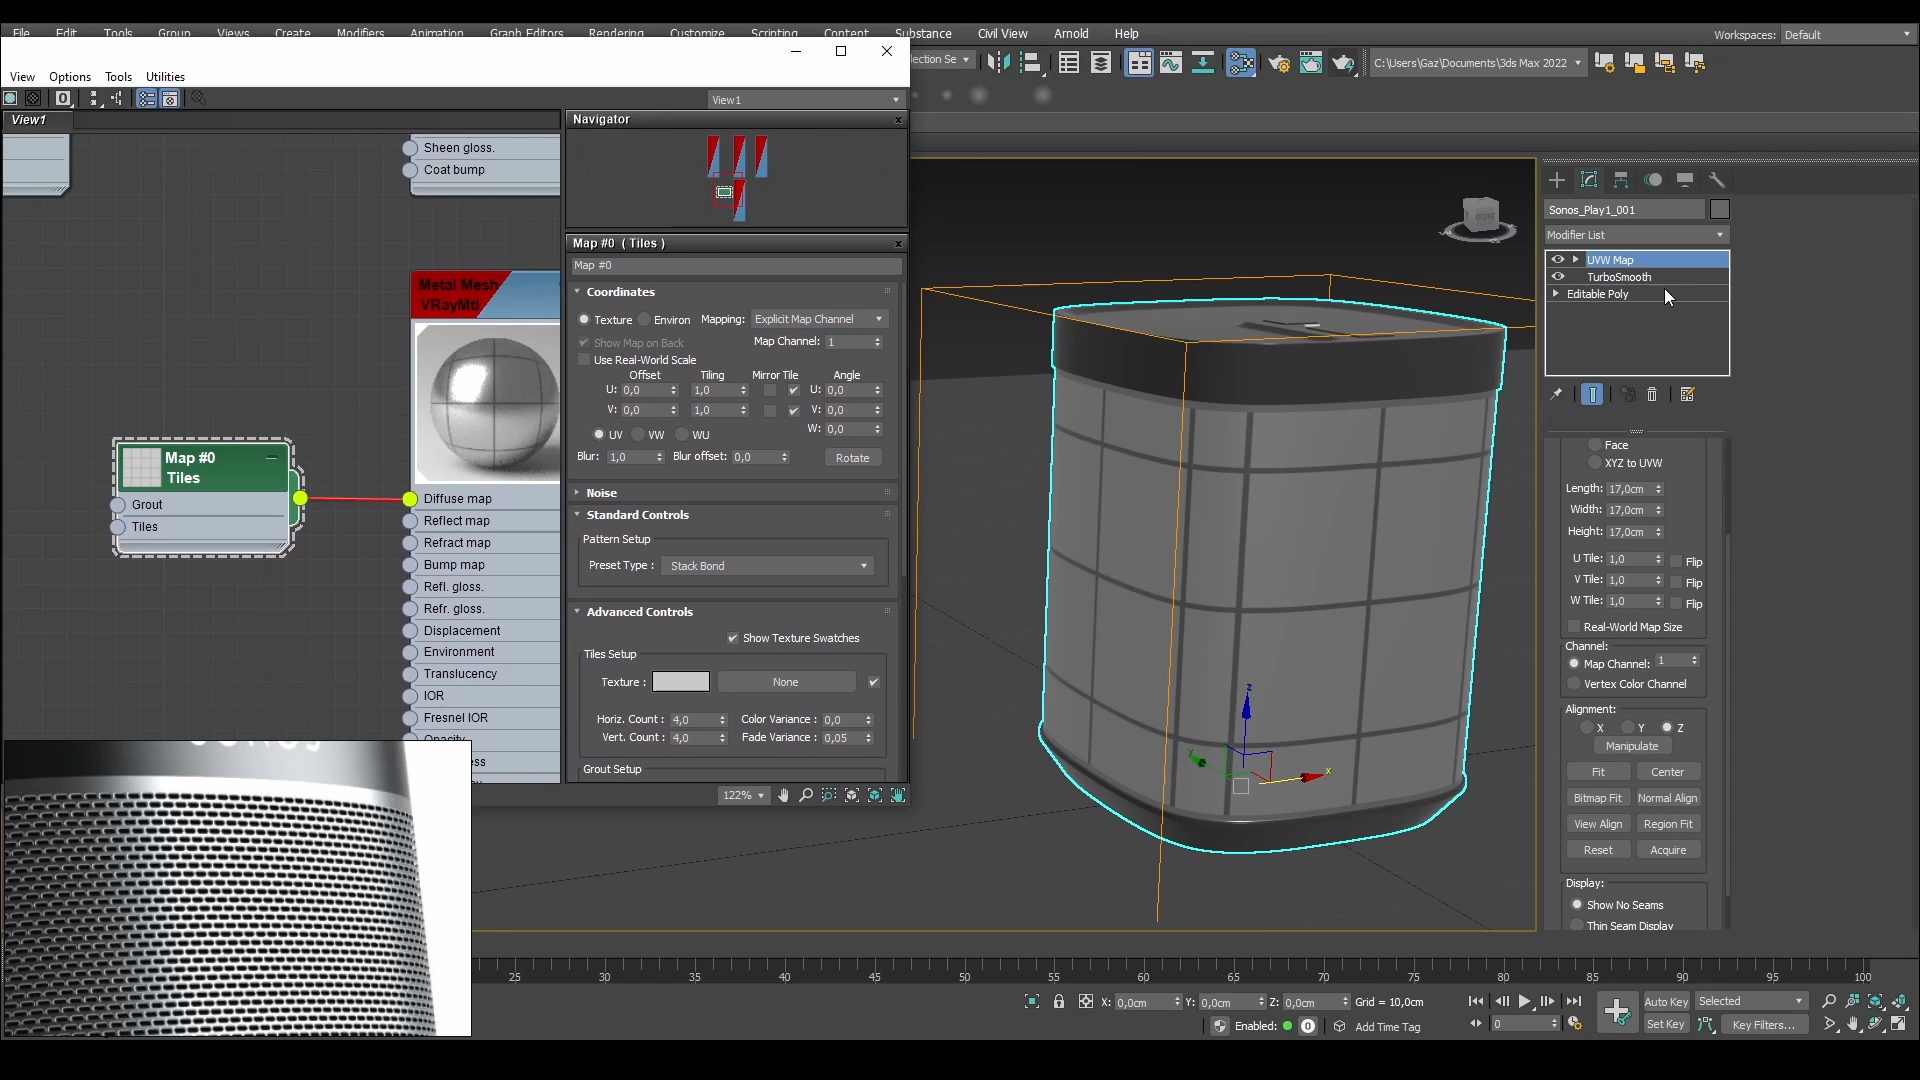 File Edit Tools Group Views Create Modifiers Animation Graph Editors Rendering Customize Scripting Content Substance Civil View Arnold Help
Workspaces: Default
View Options Tools Utilities
C:\Users\Gaz\Documents\3ds Max 2022
View1
View1
Navigator
Sheen gloss.
Coat bump
Map #0 ( Tiles )
Map #0
Coordinates
Texture Environ Mapping: Explicit Map Channel
Show Map on Back Map Channel: 1
Use Real-World Scale
Offset Tiling Mirror Tile Angle
U: 0,0 1,0 U: 0,0
V: 0,0 1,0 V: 0,0
W: 0,0
UV VW WU
Blur: 1,0 Blur offset: 0,0 Rotate
Noise
Standard Controls
Pattern Setup
Preset Type : Stack Bond
Advanced Controls
Show Texture Swatches
Tiles Setup
Texture : None
Horiz. Count : 4,0 Color Variance : 0,0
Vert. Count : 4,0 Fade Variance : 0,05
Grout Setup
122%
Metal Mesh
VRayMtl
Map #0
Tiles
Grout
Tiles
Diffuse map
Reflect map
Refract map
Bump map
Refl. gloss.
Refr. gloss.
Displacement
Environment
Translucency
IOR
Fresnel IOR
Opacity
FRONT
z
y
x
Sonos_Play1_001
Modifier List
UVW Map
TurboSmooth
Editable Poly
Face
XYZ to UVW
Length: 17,0cm
Width: 17,0cm
Height: 17,0cm
U Tile: 1,0 Flip
V Tile: 1,0 Flip
W Tile: 1,0 Flip
Real-World Map Size
Channel:
Map Channel: 1
Vertex Color Channel
Alignment:
X Y Z
Manipulate
Fit Center
Bitmap Fit Normal Align
View Align Region Fit
Reset Acquire
Display:
Show No Seams
Thin Seam Display
25 30 35 40 45 50 55 60 65 70 75 80 85 90 95 100
X: 0,0cm Y: 0,0cm Z: 0,0cm Grid = 10,0cm
Auto Key Selected
Enabled: 0 Add Time Tag
0 Set Key Key Filters...